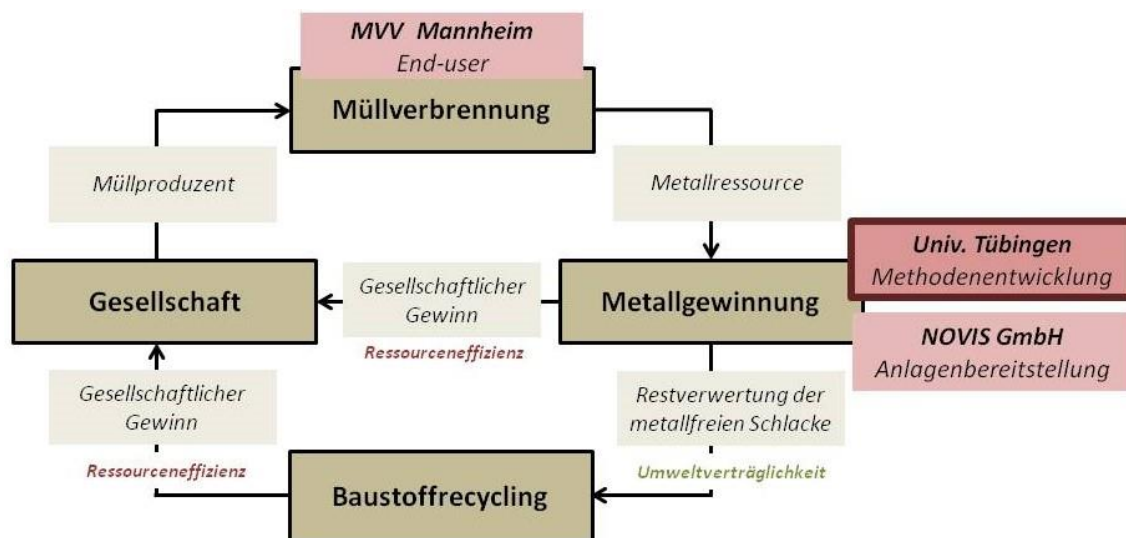 MVV Mannheim
End-user
Müllverbrennung
Müllproduzent
Metallressource
Univ. Tübingen
Methodenentwicklung
Gesellschaft
Gesellschaftlicher
Gewinn
Ressourceneffizienz
Metallgewinnung
NOVIS GmbH
Anlagenbereitstellung
Gesellschaftlicher
Gewinn
Ressourceneffizienz
Restverwertung der
metallfreien Schlacke
Umweltverträglichkeit
Baustoffrecycling